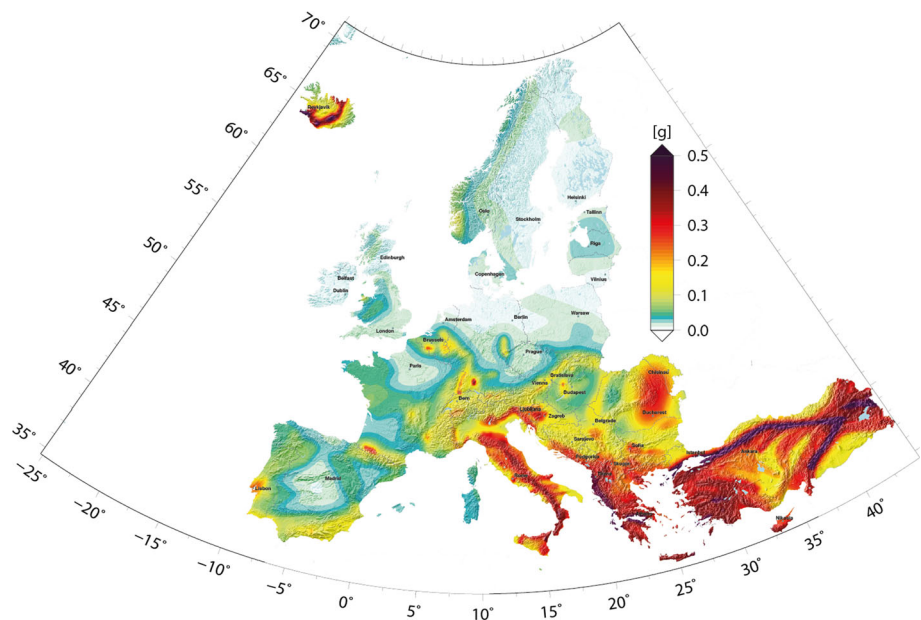 70°
65°
60°
55°
50°
45°
40°
35°
−25°
−20°
−15°
−10°
−5°
0°
5°
10°
15°
20°
25°
30°
35°
40°
[g]
0.5
0.4
0.3
0.2
0.1
0.0
Reykjavik
Helsinki
Oslo
Tallinn
Stockholm
Riga
Edinburgh
Copenhagen
Vilnius
Belfast
Dublin
Amsterdam
Berlin
Warsaw
London
Brussels
Prague
Paris
Bratislava
Vienna
Budapest
Chisinau
Bern
Ljubljana
Zagreb
Bucharest
Belgrade
Sarajevo
Sofia
Madrid
Lisbon